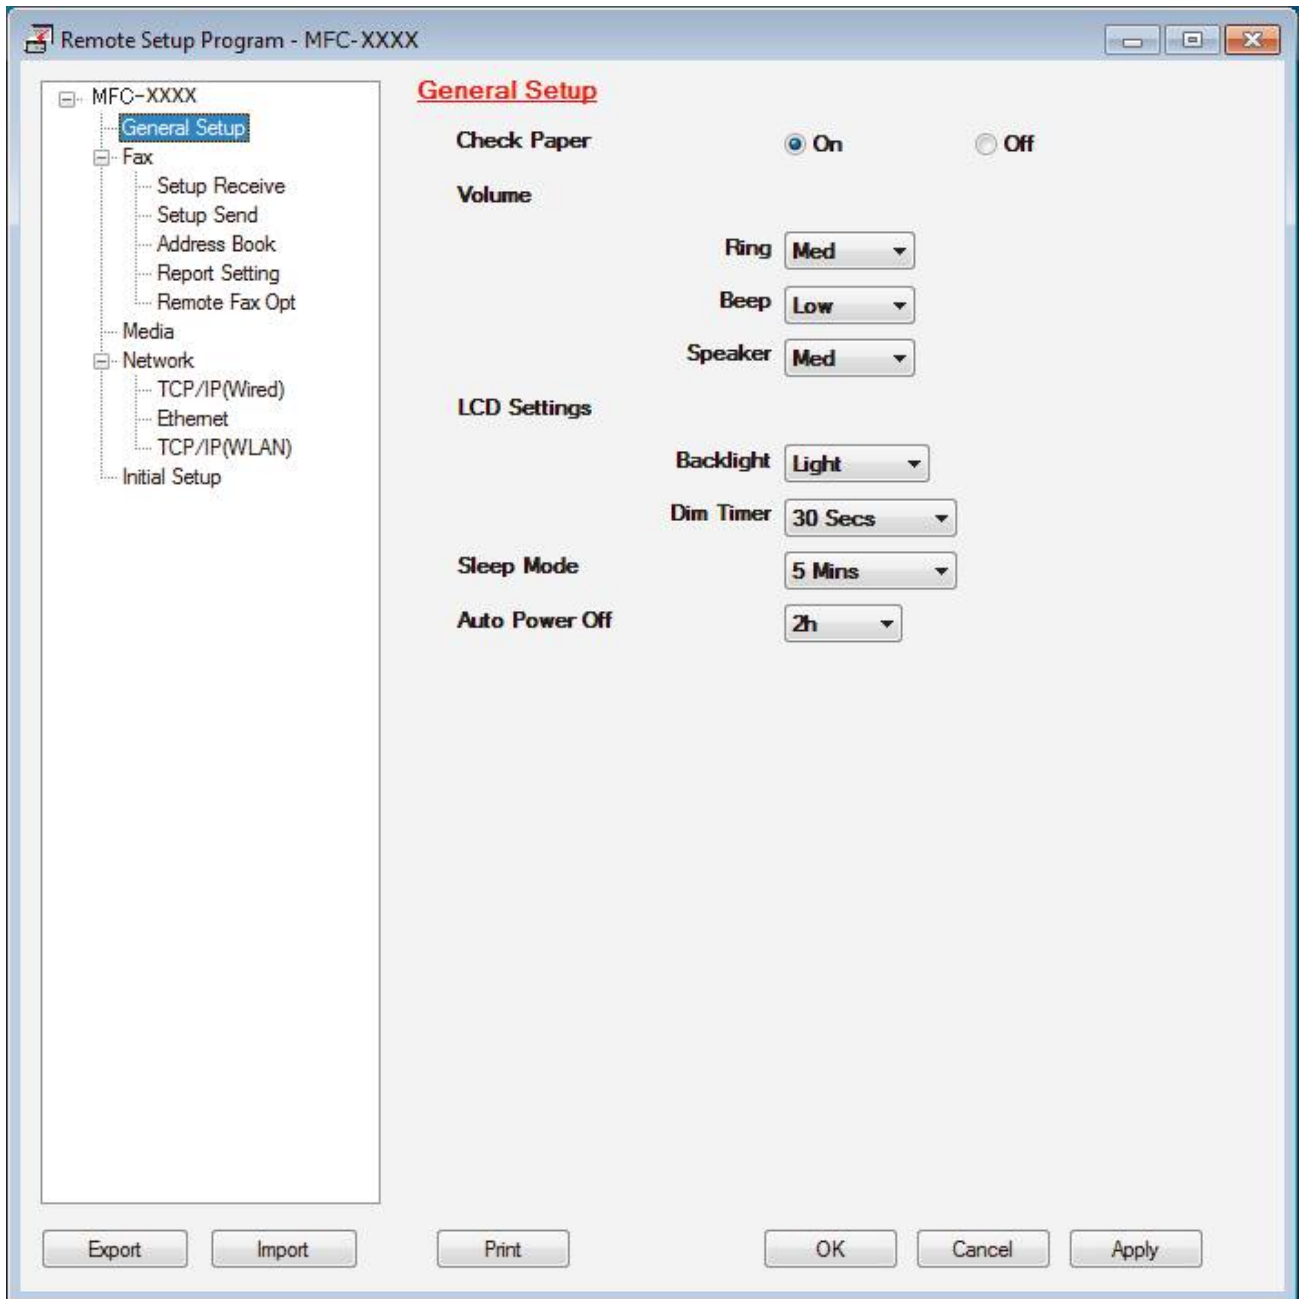 Remote Setup Program - MFC-XXXX
MFC-XXXX
General Setup
Fax
Setup Receive
Setup Send
Address Book
Report Setting
Remote Fax Opt
Media
Network
TCP/IP(Wired)
Ethernet
TCP/IP(WLAN)
Initial Setup
General Setup
Check Paper On Off
Volume
Ring Med
Beep Low
Speaker Med
LCD Settings
Backlight Light
Dim Timer 30 Secs
Sleep Mode 5 Mins
Auto Power Off 2h
Export Import Print OK Cancel Apply